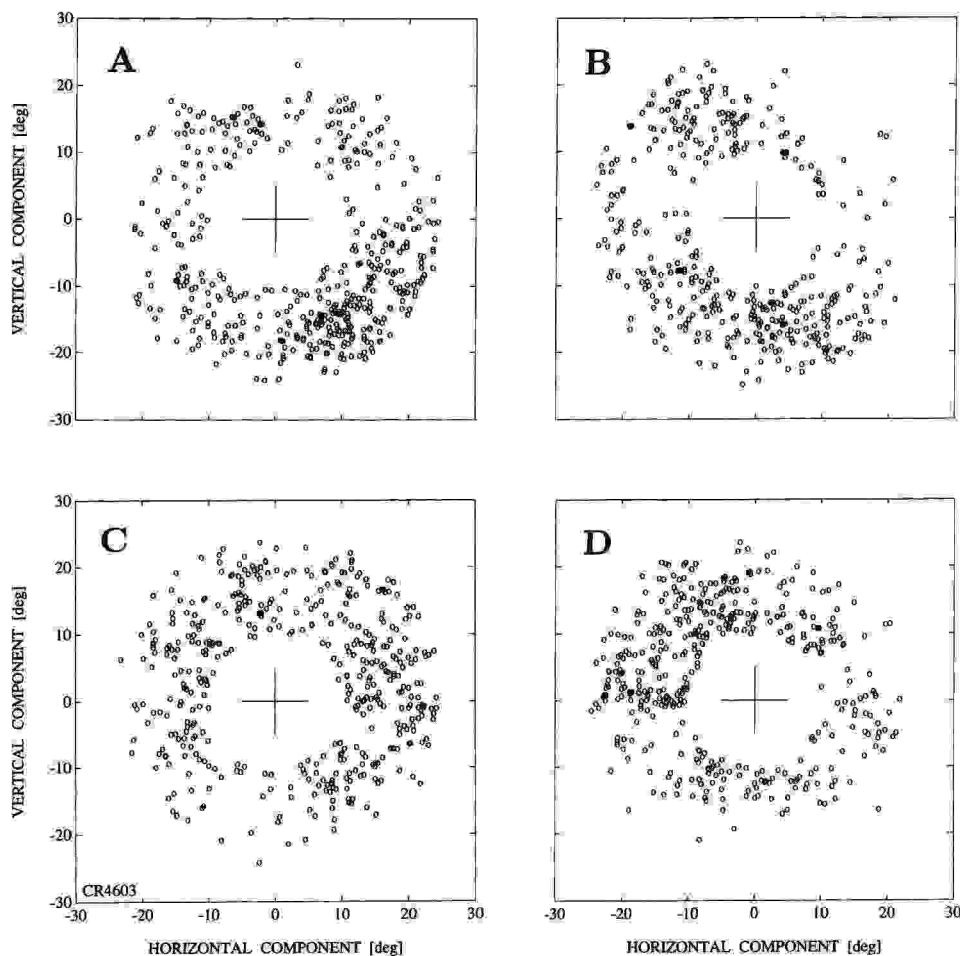 A
B
VERTICAL COMPONENT [deg]
30
20
10
0
-10
-20
-30
C
D
VERTICAL COMPONENT [deg]
30
20
10
0
-10
-20
-30
CR4603
-30 -20 -10 0 10 20 30
-30 -20 -10 0 10 20 30
HORIZONTAL COMPONENT [deg]
HORIZONTAL COMPONENT [deg]